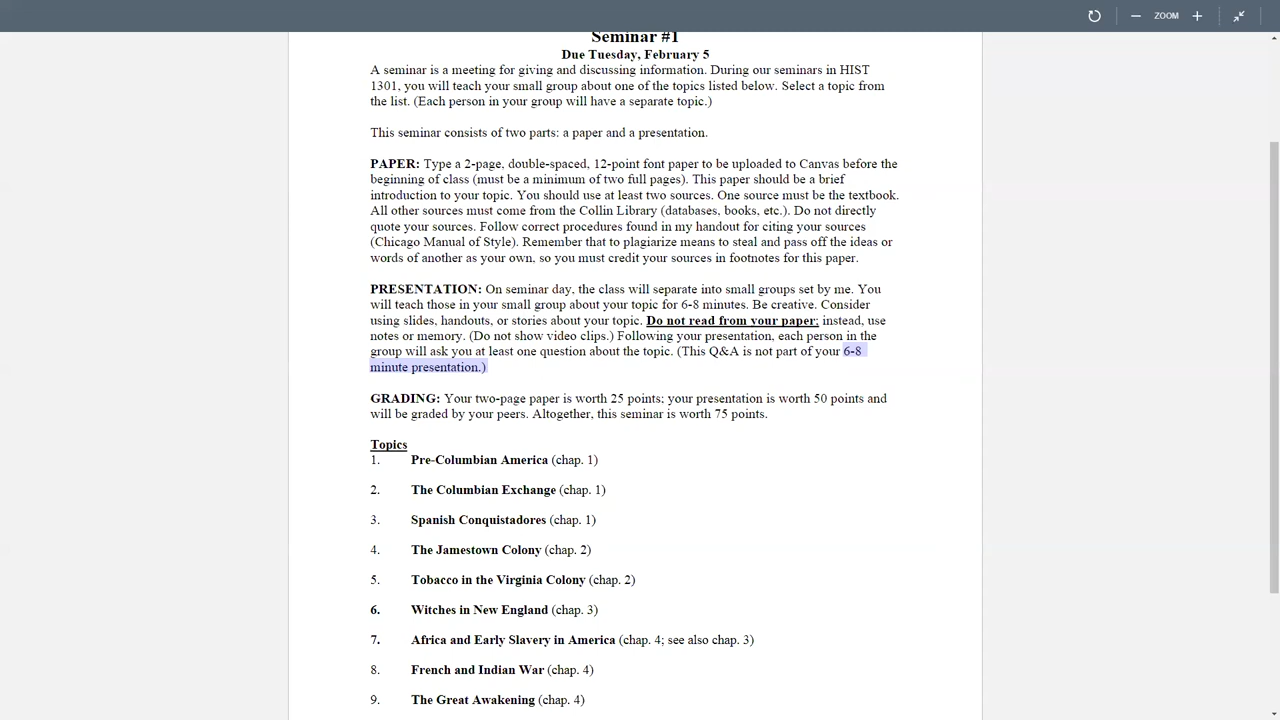 ZOOM
Seminar #1
Due Tuesday, February 5
A seminar is a meeting for giving and discussing information. During our seminars in HIST
1301, you will teach your small group about one of the topics listed below. Select a topic from
the list. (Each person in your group will have a separate topic.)
This seminar consists of two parts: a paper and a presentation.
PAPER: Type a 2-page, double-spaced, 12-point font paper to be uploaded to Canvas before the
beginning of class (must be a minimum of two full pages). This paper should be a brief
introduction to your topic. You should use at least two sources. One source must be the textbook.
All other sources must come from the Collin Library (databases, books, etc.). Do not directly
quote your sources. Follow correct procedures found in my handout for citing your sources
(Chicago Manual of Style). Remember that to plagiarize means to steal and pass off the ideas or
words of another as your own, so you must credit your sources in footnotes for this paper.
PRESENTATION: On seminar day, the class will separate into small groups set by me. You
will teach those in your small group about your topic for 6-8 minutes. Be creative. Consider
using slides, handouts, or stories about your topic. Do not read from your paper; instead, use
notes or memory. (Do not show video clips.) Following your presentation, each person in the
group will ask you at least one question about the topic. (This Q&A is not part of your 6-8
minute presentation.)
GRADING: Your two-page paper is worth 25 points; your presentation is worth 50 points and
will be graded by your peers. Altogether, this seminar is worth 75 points.
Topics
1. Pre-Columbian America (chap. 1)
2. The Columbian Exchange (chap. 1)
3. Spanish Conquistadores (chap. 1)
4. The Jamestown Colony (chap. 2)
5. Tobacco in the Virginia Colony (chap. 2)
6. Witches in New England (chap. 3)
7. Africa and Early Slavery in America (chap. 4; see also chap. 3)
8. French and Indian War (chap. 4)
9. The Great Awakening (chap. 4)